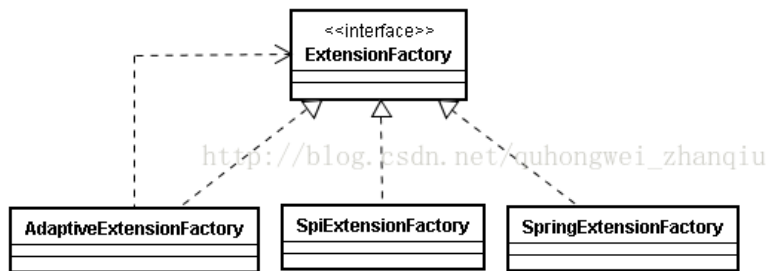 <<interface>>
ExtensionFactory
http://blog.csdn.net/quhongwei_zhanqiu
AdaptiveExtensionFactory
SpiExtensionFactory
SpringExtensionFactory